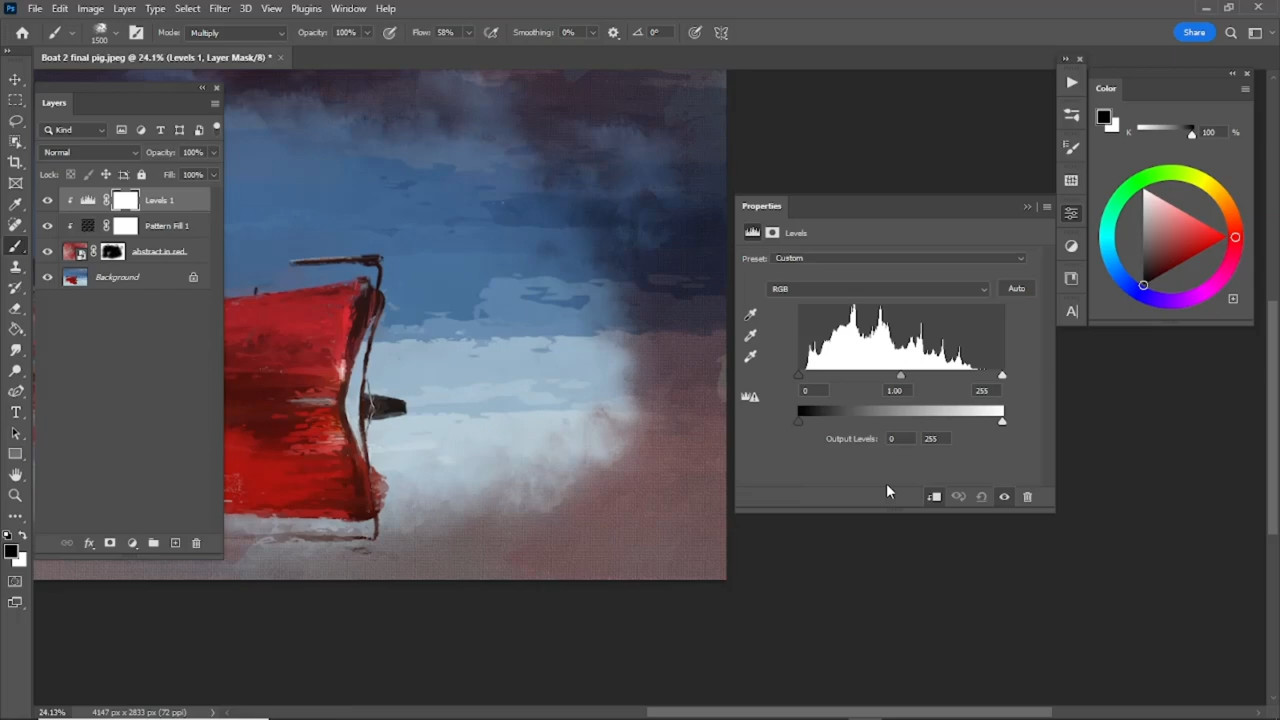 Ps File Edit Image Layer Type Select Filter 3D View Plugins Window Help
1500 Mode: Multiply Opacity: 100% Flow: 58% Smoothing: 0% 0° Share
Boat 2 final pig.jpeg @ 24.1% (Levels 1, Layer Mask/8) *
Layers
Kind
Normal Opacity: 100%
Lock: Fill: 100%
Levels 1
Pattern Fill 1
abstract in red.
Background
Properties
Levels
Preset: Custom
RGB Auto
0 1.00 255
Output Levels: 0 255
Color
K 100 %
24.13% 4147 px x 2833 px (72 ppi)